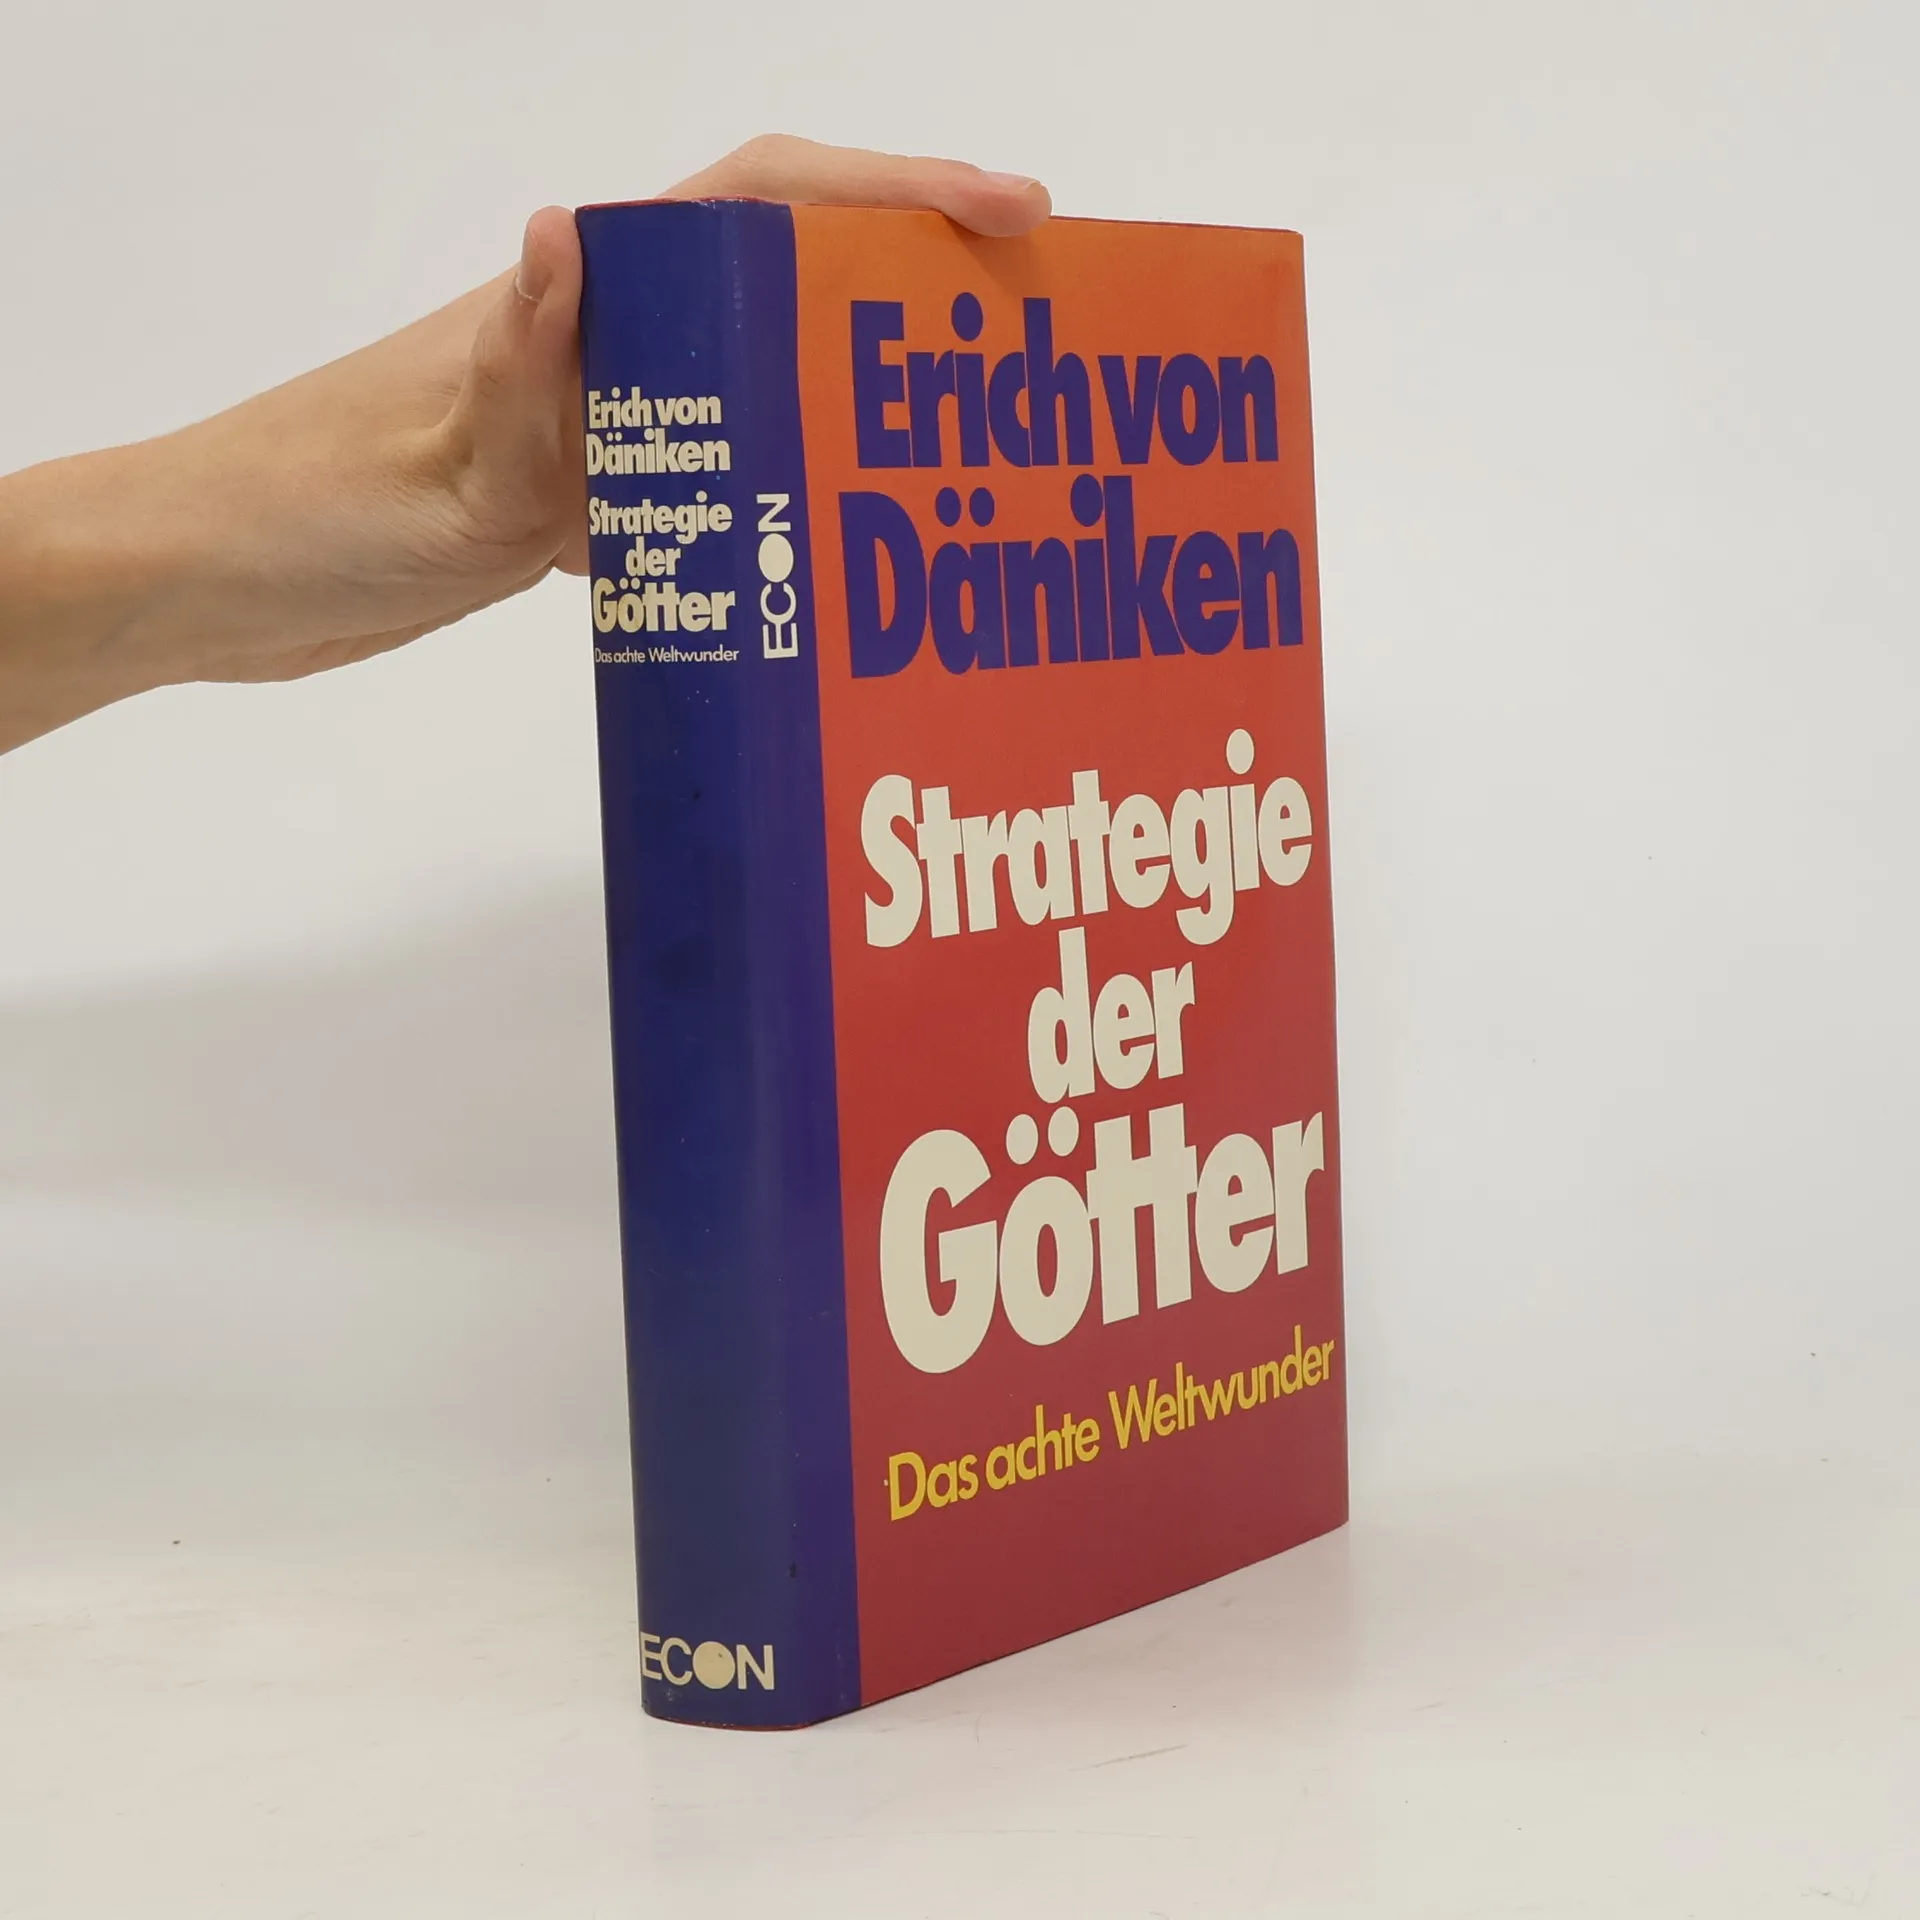 Erich von
Däniken
Strategie
der
Götter
Das achte Weltwunder
ECON
ECON
Erich von
Däniken
Strategie
der
Götter
Das achte Weltwunder